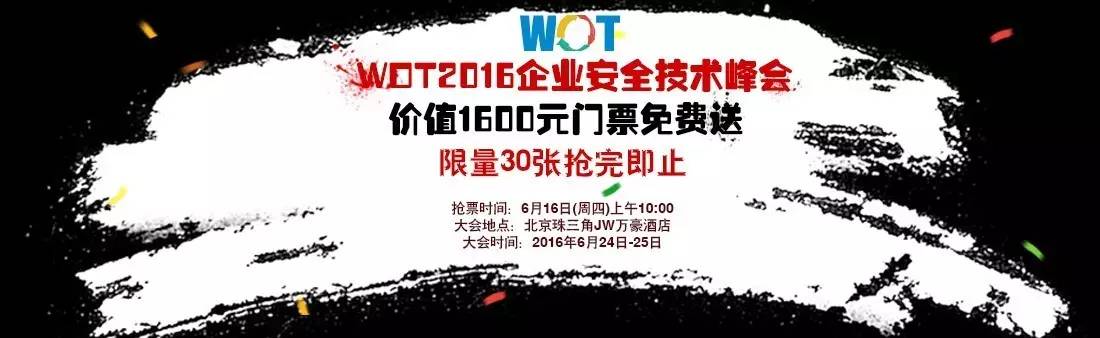 WOT
WOT2016企业安全技术峰会
价值1600元门票免费送
限量30张抢完即止
抢票时间：6月16日(周四)上午10:00
大会地点：北京珠三角JW万豪酒店
大会时间：2016年6月24日-25日